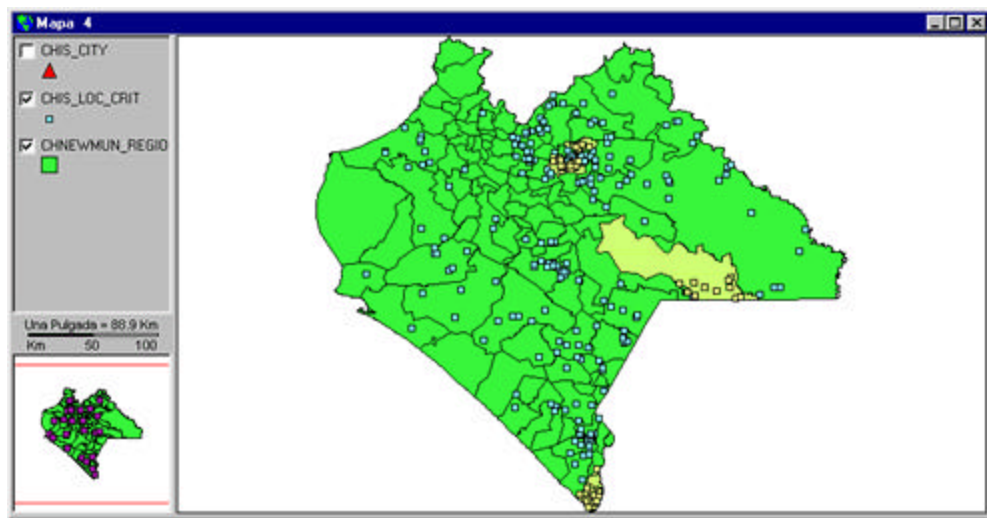 Mapa 4
CHIS_CITY
CHIS_LOC_CRIT
CHNEWMUN_REGIO
Una Pulgada = 88.9 Km
Km 50 100